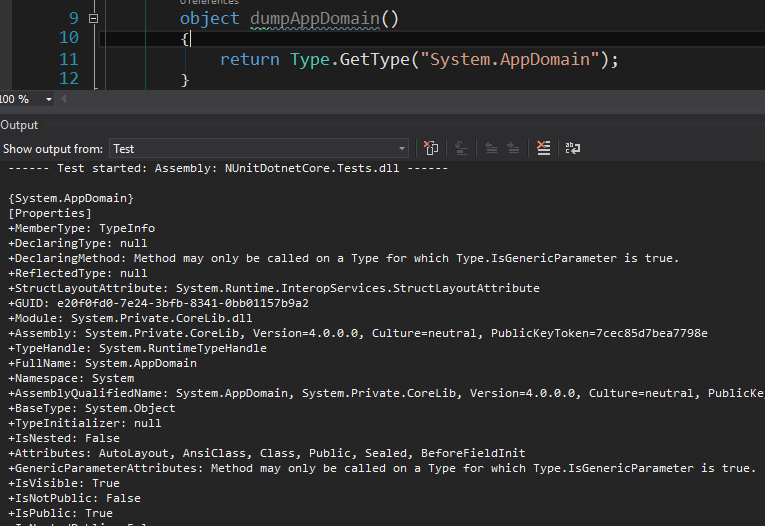 0 references
9 object dumpAppDomain()
10 {
11 return Type.GetType("System.AppDomain");
12 }
100 %
Output
Show output from: Test
------ Test started: Assembly: NUnitDotnetCore.Tests.dll ------
{System.AppDomain}
[Properties]
+MemberType: TypeInfo
+DeclaringType: null
+DeclaringMethod: Method may only be called on a Type for which Type.IsGenericParameter is true.
+ReflectedType: null
+StructLayoutAttribute: System.Runtime.InteropServices.StructLayoutAttribute
+GUID: e20f0fd0-7e24-3bfb-8341-0bb01157b9a2
+Module: System.Private.CoreLib.dll
+Assembly: System.Private.CoreLib, Version=4.0.0.0, Culture=neutral, PublicKeyToken=7cec85d7bea7798e
+TypeHandle: System.RuntimeTypeHandle
+FullName: System.AppDomain
+Namespace: System
+AssemblyQualifiedName: System.AppDomain, System.Private.CoreLib, Version=4.0.0.0, Culture=neutral, PublicKe
+BaseType: System.Object
+TypeInitializer: null
+IsNested: False
+Attributes: AutoLayout, AnsiClass, Class, Public, Sealed, BeforeFieldInit
+GenericParameterAttributes: Method may only be called on a Type for which Type.IsGenericParameter is true.
+IsVisible: True
+IsNotPublic: False
+IsPublic: True